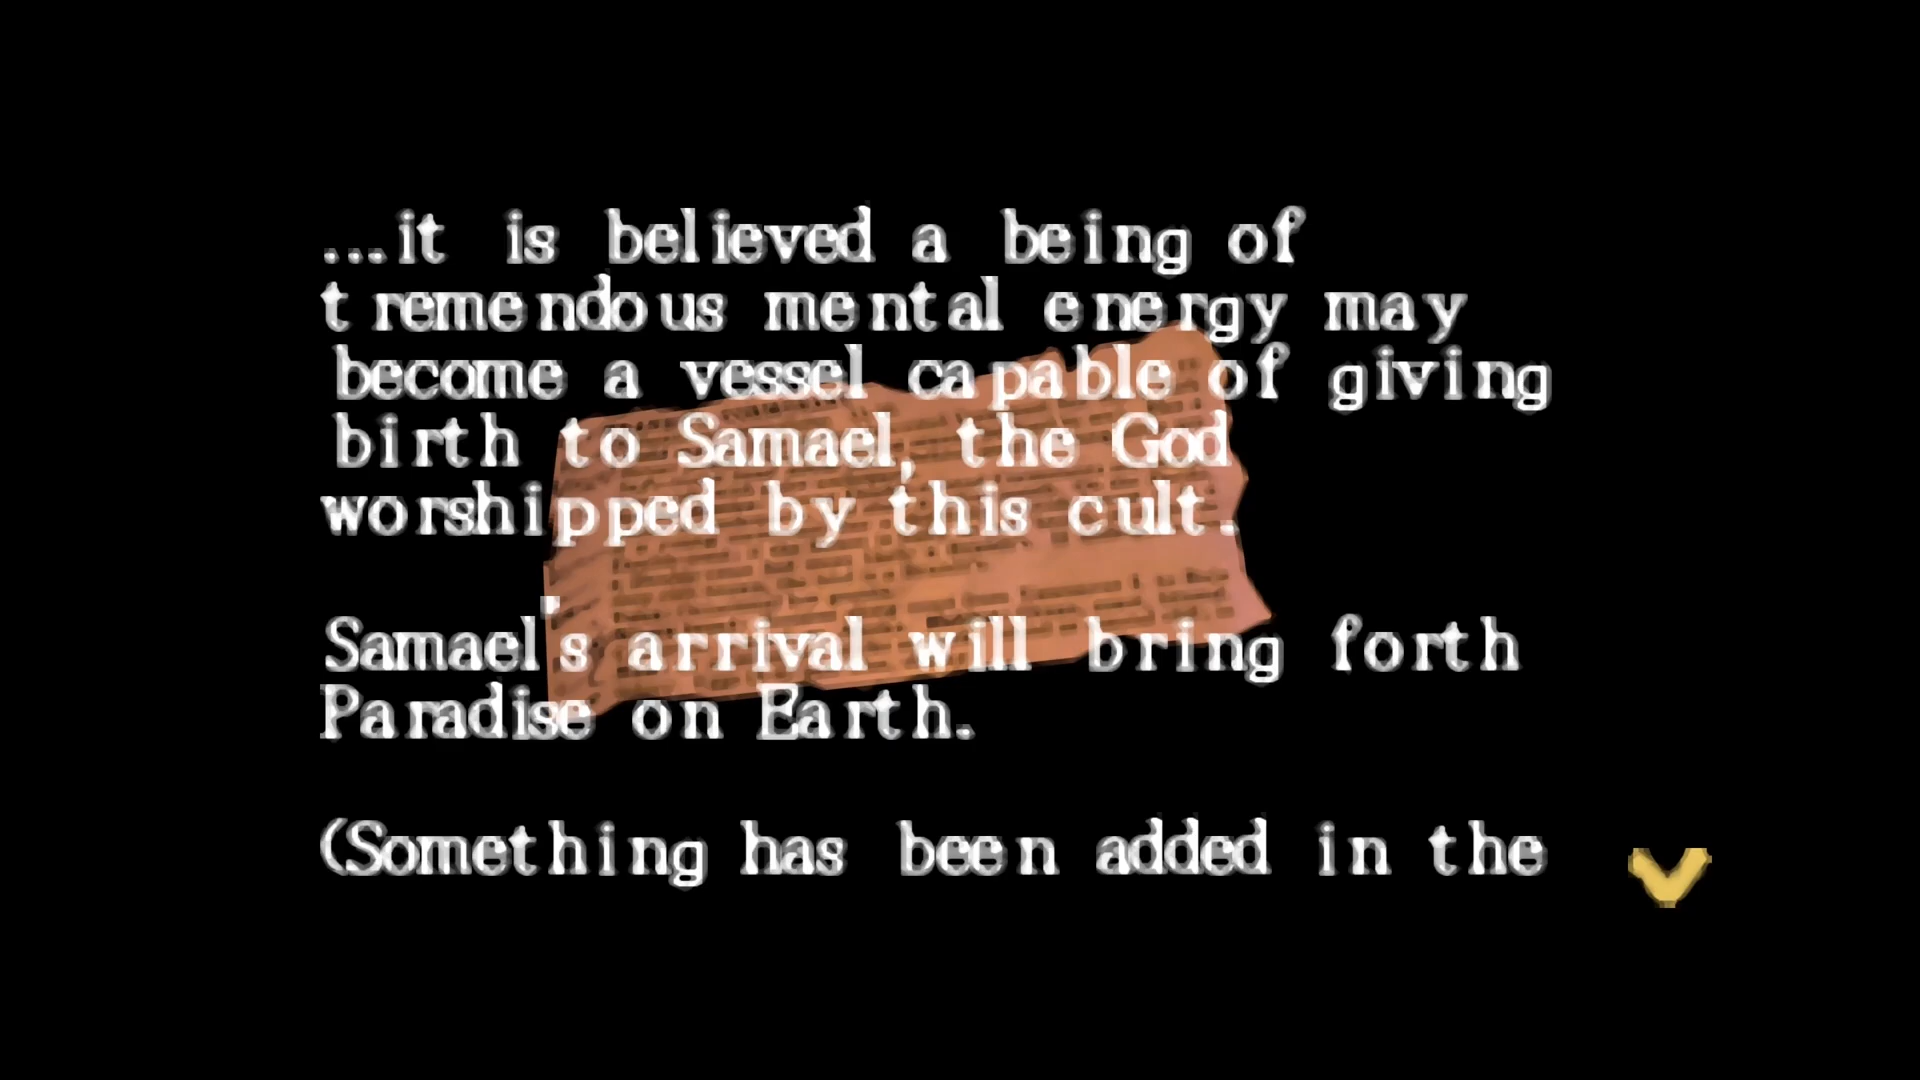 ...it is believed a being of
tremendous mental energy may
become a vessel capable of giving
birth to Samael, the God
worshipped by this cult.
Samael's arrival will bring forth
Paradise on Earth.
(Something has been added in the